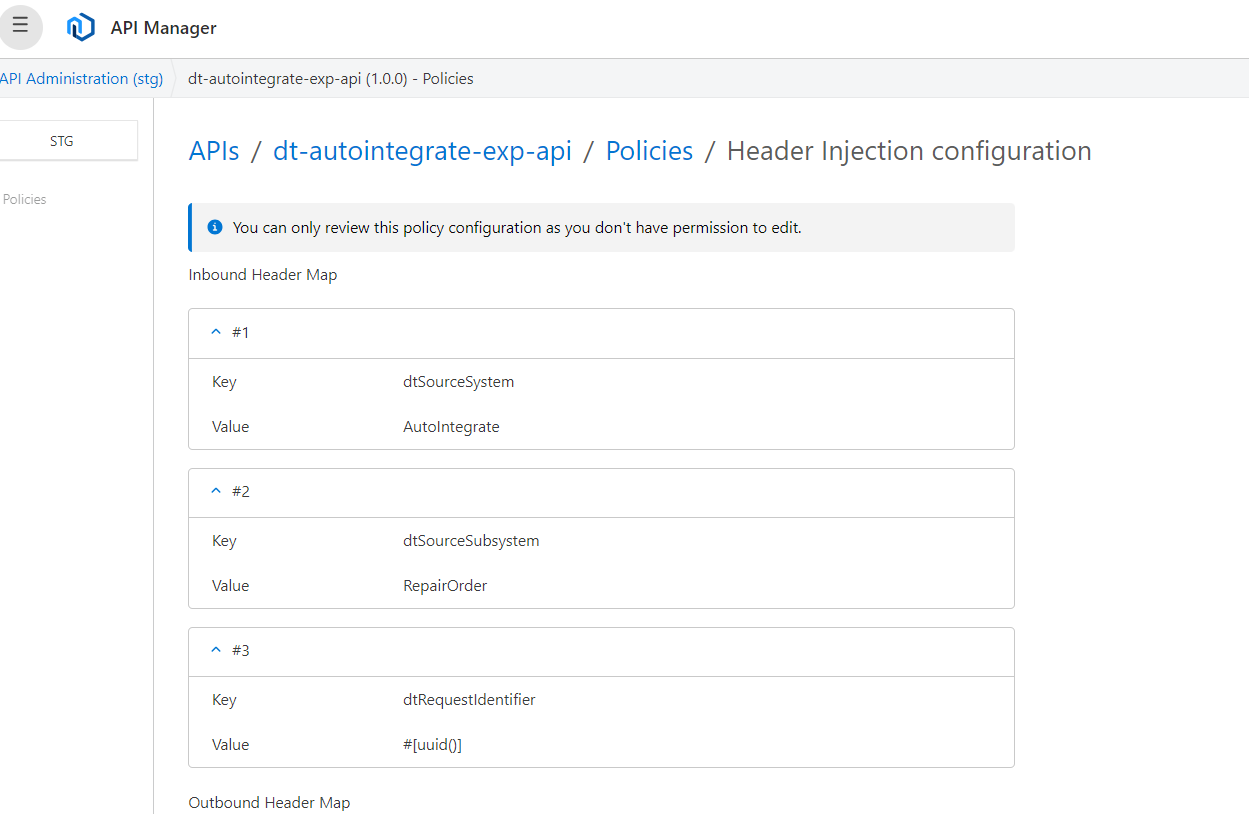 API Manager
API Administration (stg)
dt-autointegrate-exp-api (1.0.0) - Policies
STG
Policies
APIs / dt-autointegrate-exp-api / Policies / Header Injection configuration
You can only review this policy configuration as you don't have permission to edit.
Inbound Header Map
#1
Key dtSourceSystem
Value AutoIntegrate
#2
Key dtSourceSubsystem
Value RepairOrder
#3
Key dtRequestIdentifier
Value #[uuid()]
Outbound Header Map